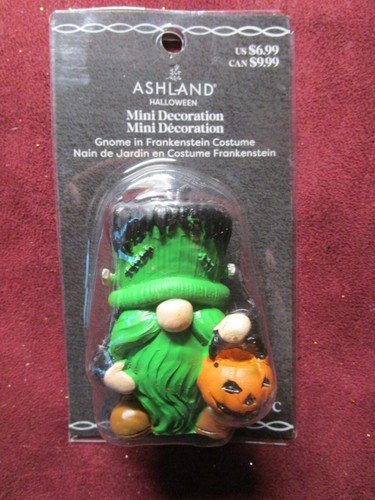 US $6.99
CAN $9.99
ASHLAND
HALLOWEEN
Mini Decoration
Mini Décoration
Gnome in Frankenstein Costume
Nain de Jardin en Costume Frankenstein
C